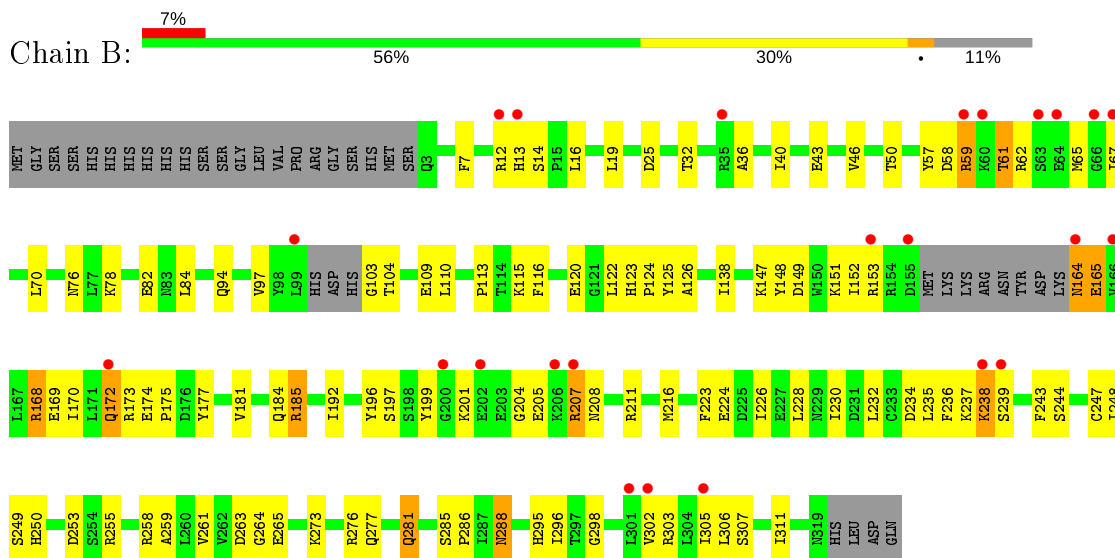 7%
Chain B:
56% 30% • 11%
MET GLY SER SER HIS HIS HIS HIS HIS HIS SER SER GLY LEU VAL PRO ARG GLY SER HIS MET SER Q3 F7 R12 H13 S14 P15 L16 L19 D25 T32 R35 A36 I40 E43 V46 T50 Y57 D58 R59 K60 T61 R62 S63 E64 M65 G66 I67
L70 N76 L77 K78 E82 N83 L84 Q94 V97 Y98 L99 HIS ASP HIS G103 T104 E109 L110 P113 T114 K115 F116 E120 G121 L122 H123 P124 Y125 A126 I138 K147 Y148 D149 W150 K151 I152 R153 R154 D155 MET LYS LYS ARG ASN TYR ASP LYS N164 E165 V166
L167 R168 E169 I170 L171 Q172 R173 E174 P175 D176 Y177 V181 Q184 R185 I192 Y196 S197 S198 Y199 G200 K201 E202 F203 G204 E205 K206 R207 N208 R211 M216 F223 E224 D225 I226 E227 L228 N229 I230 D231 L232 C233 D234 L235 F236 K237 K238 S239 F243 S244 C247 L248
S249 H250 D253 S254 R255 R258 A259 L260 V261 V262 D263 G264 E265 K273 R276 Q277 Q281 S285 P286 I287 N288 H295 I296 T297 G298 L301 V302 R303 L304 I305 L306 S307 I311 N319 HIS LEU ASP GLN